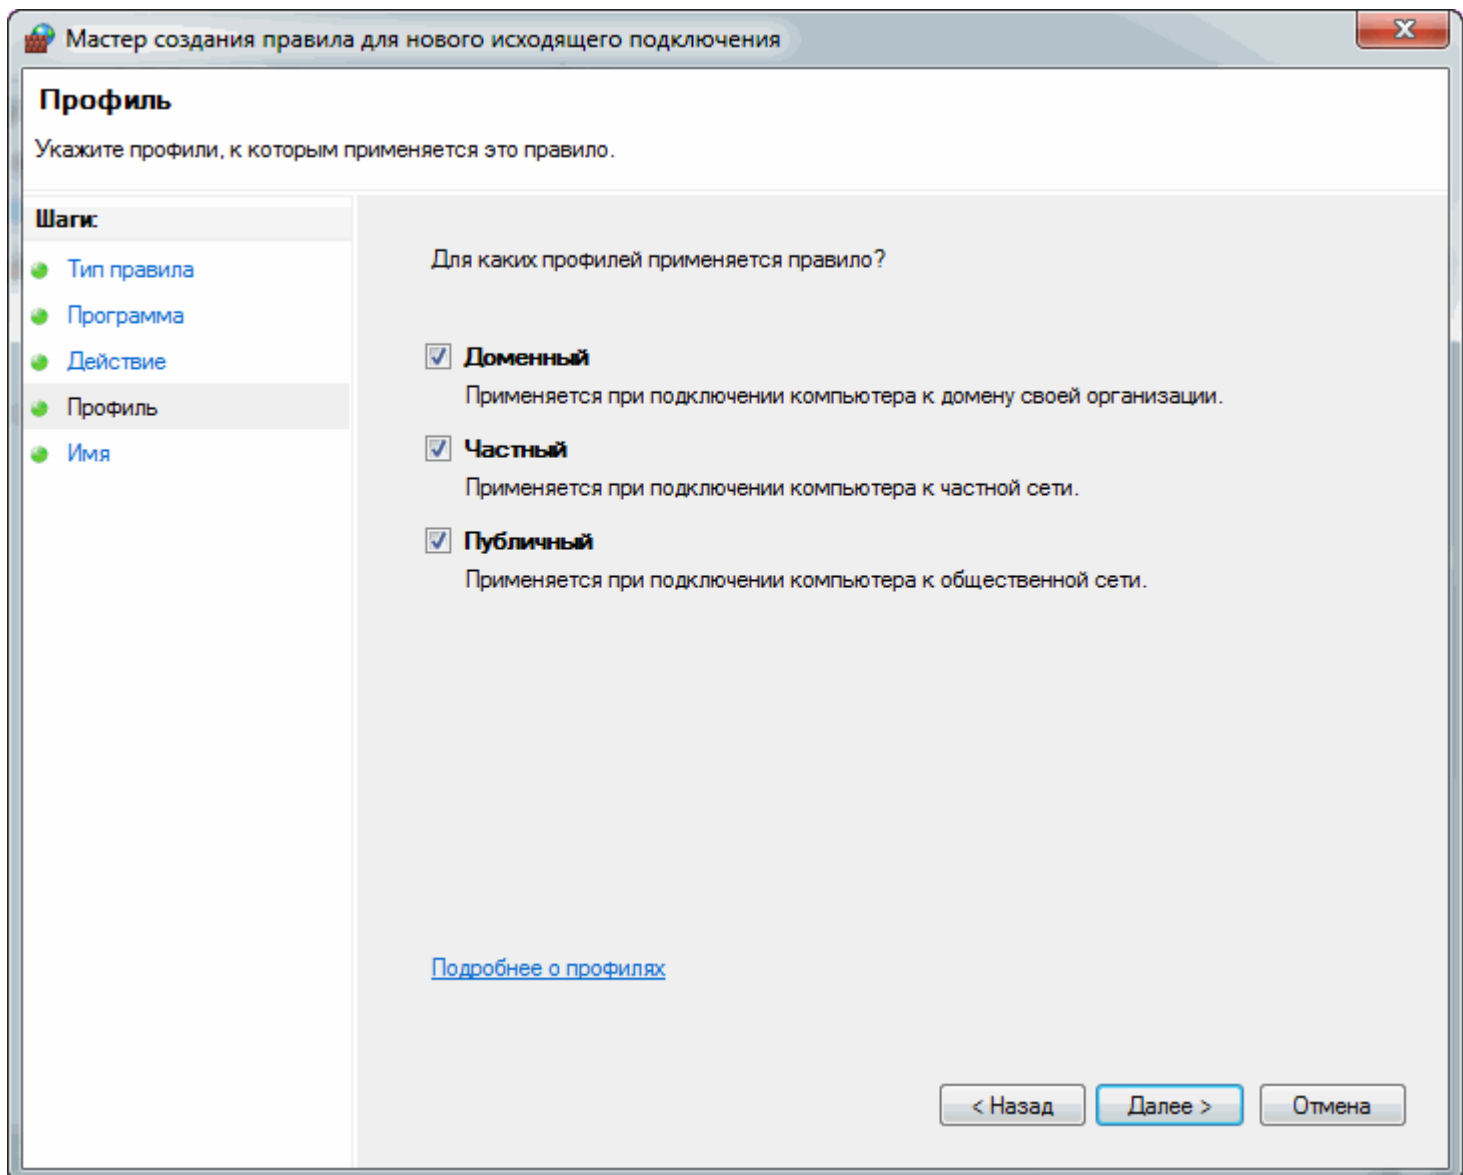 Мастер создания правила для нового исходящего подключения
Профиль
Укажите профили, к которым применяется это правило.
Шаги:
Тип правила
Программа
Действие
Профиль
Имя
Для каких профилей применяется правило?
Доменный
Применяется при подключении компьютера к домену своей организации.
Частный
Применяется при подключении компьютера к частной сети.
Публичный
Применяется при подключении компьютера к общественной сети.
Подробнее о профилях
< Назад
Далее >
Отмена